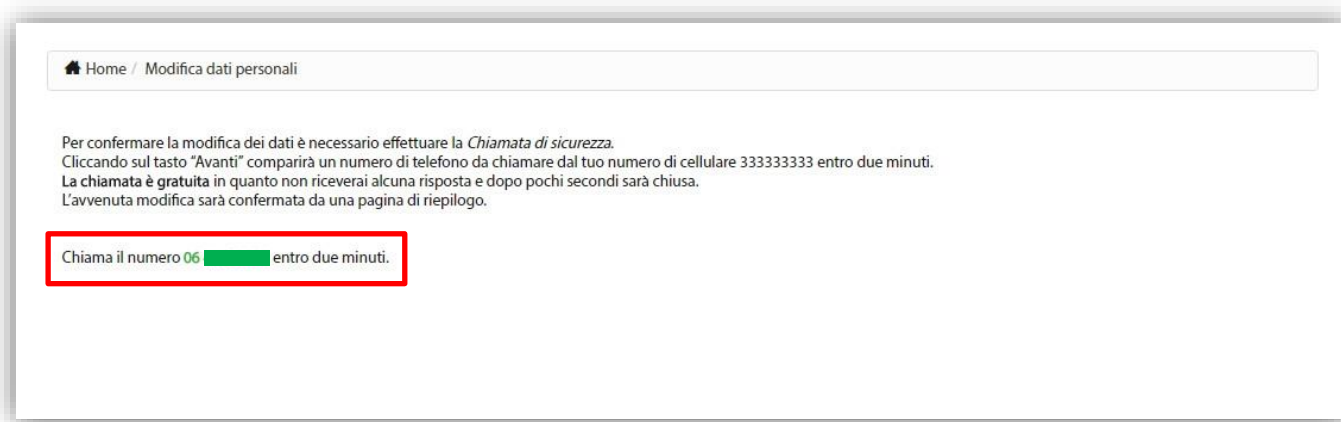 Home / Modifica dati personali
Per confermare la modifica dei dati è necessario effettuare la Chiamata di sicurezza.
Cliccando sul tasto “Avanti” comparirà un numero di telefono da chiamare dal tuo numero di cellulare 333333333 entro due minuti.
La chiamata è gratuita in quanto non riceverai alcuna risposta e dopo pochi secondi sarà chiusa.
L’avvenuta modifica sarà confermata da una pagina di riepilogo.
Chiama il numero 06 entro due minuti.